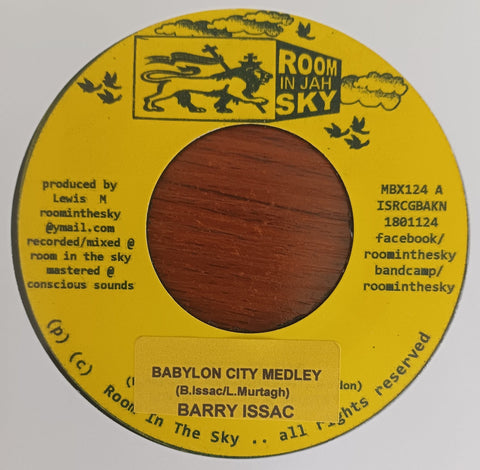 ROOM
IN JAH
SKY
produced by
Lewis M
roominthesky
@ymail.com
recorded/mixed @
room in the sky
mastered @
conscious sounds
MBX124 A
ISRCGBAKN
1801124
facebook/
roominthesky
bandcamp/
roominthesky
BABYLON CITY MEDLEY
(B.Issac/L.Murtagh)
BARRY ISSAC
(p) (c) Room In The Sky .. all rights reserved